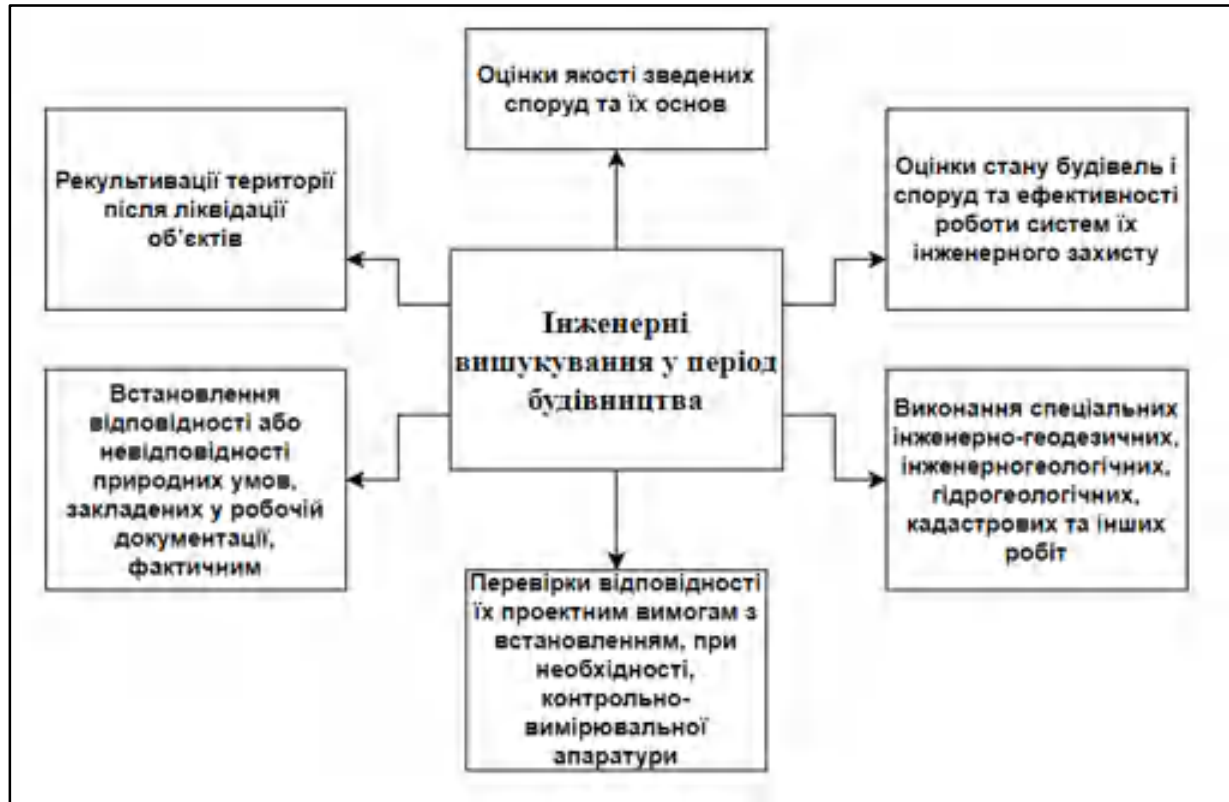 Оцінки якості зведених
споруд та їх основ
Рекультивації території
після ліквідації
об'єктів
Оцінки стану будівель і
споруд та ефективності
роботи систем їх
інженерного захисту
Інженерні
вишукування у період
будівництва
Встановлення
відповідності або
невідповідності
природних умов,
закладених у робочій
документації,
фактичним
Виконання спеціальних
інженерно-геодезичних,
інженерногеологічних,
гідрогеологічних,
кадастрових та інших
робіт
Перевірки відповідності
їх проектним вимогам з
встановленням, при
необхідності,
контрольно-
вимірювальної
апаратури